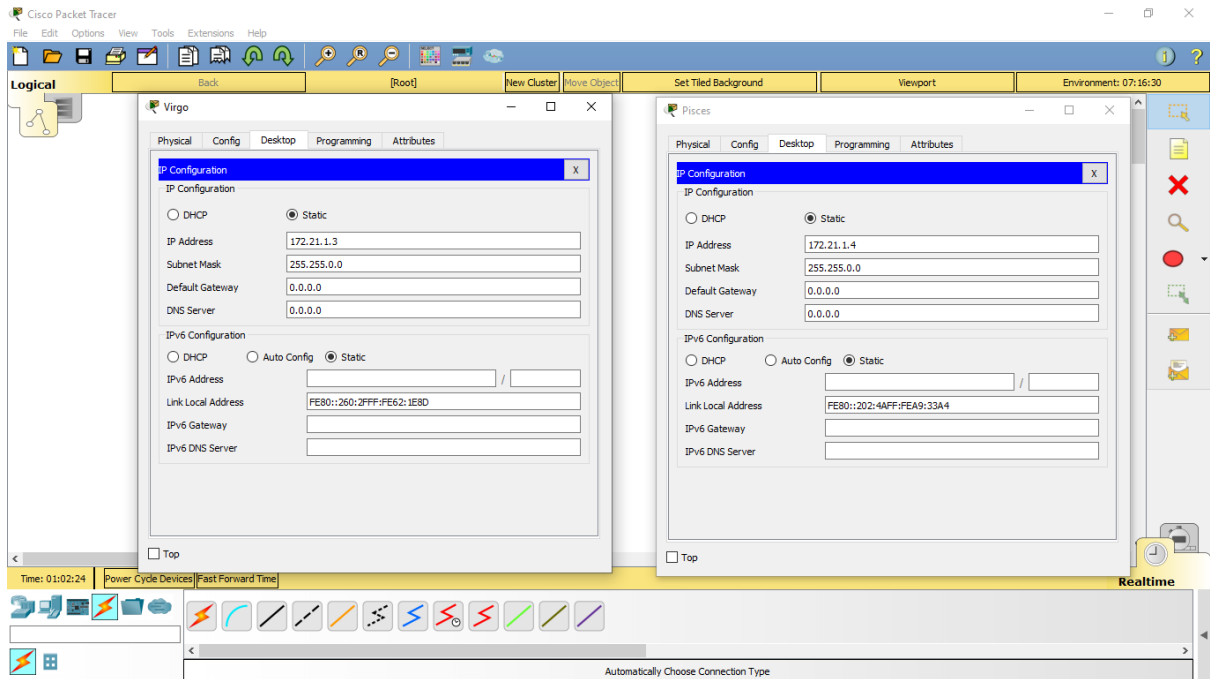 Cisco Packet Tracer
File Edit Options View Tools Extensions Help
Logical Back [Root] New Cluster Move Object Set Tiled Background Viewport Environment: 07:16:30
Virgo
Physical Config Desktop Programming Attributes
IP Configuration X
IP Configuration
DHCP Static
IP Address 172.21.1.3
Subnet Mask 255.255.0.0
Default Gateway 0.0.0.0
DNS Server 0.0.0.0
IPv6 Configuration
DHCP Auto Config Static
IPv6 Address /
Link Local Address FE80::260:2FFF:FE62:1E8D
IPv6 Gateway
IPv6 DNS Server
Top
Pisces
Physical Config Desktop Programming Attributes
IP Configuration X
IP Configuration
DHCP Static
IP Address 172.21.1.4
Subnet Mask 255.255.0.0
Default Gateway 0.0.0.0
DNS Server 0.0.0.0
IPv6 Configuration
DHCP Auto Config Static
IPv6 Address /
Link Local Address FE80::202:4AFF:FEA9:33A4
IPv6 Gateway
IPv6 DNS Server
Top
Time: 01:02:24 Power Cycle Devices Fast Forward Time Realtime
Automatically Choose Connection Type